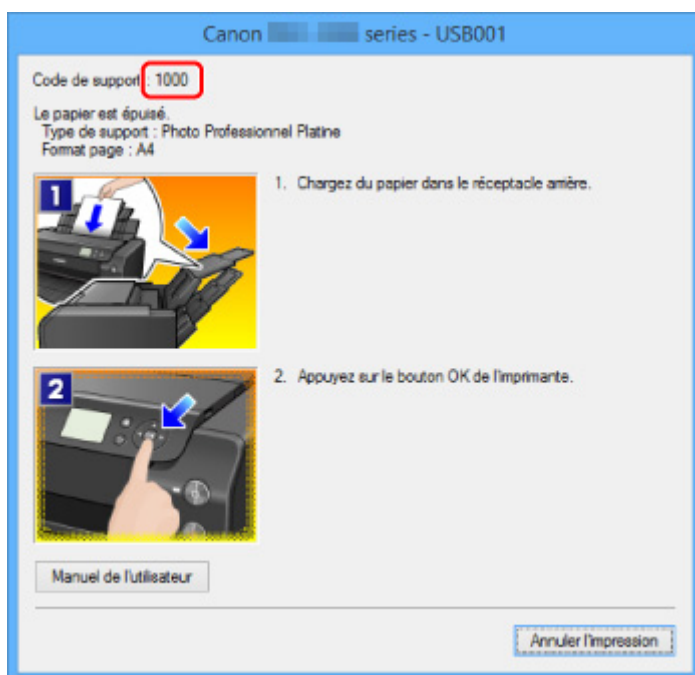 Canon series - USB001
Code de support : 1000
Le papier est épuisé.
Type de support : Photo Professionnel Platine
Format page : A4
1
1. Chargez du papier dans le réceptacle arrière.
2
2. Appuyez sur le bouton OK de l'imprimante.
Manuel de l'utilisateur
Annuler l'impression